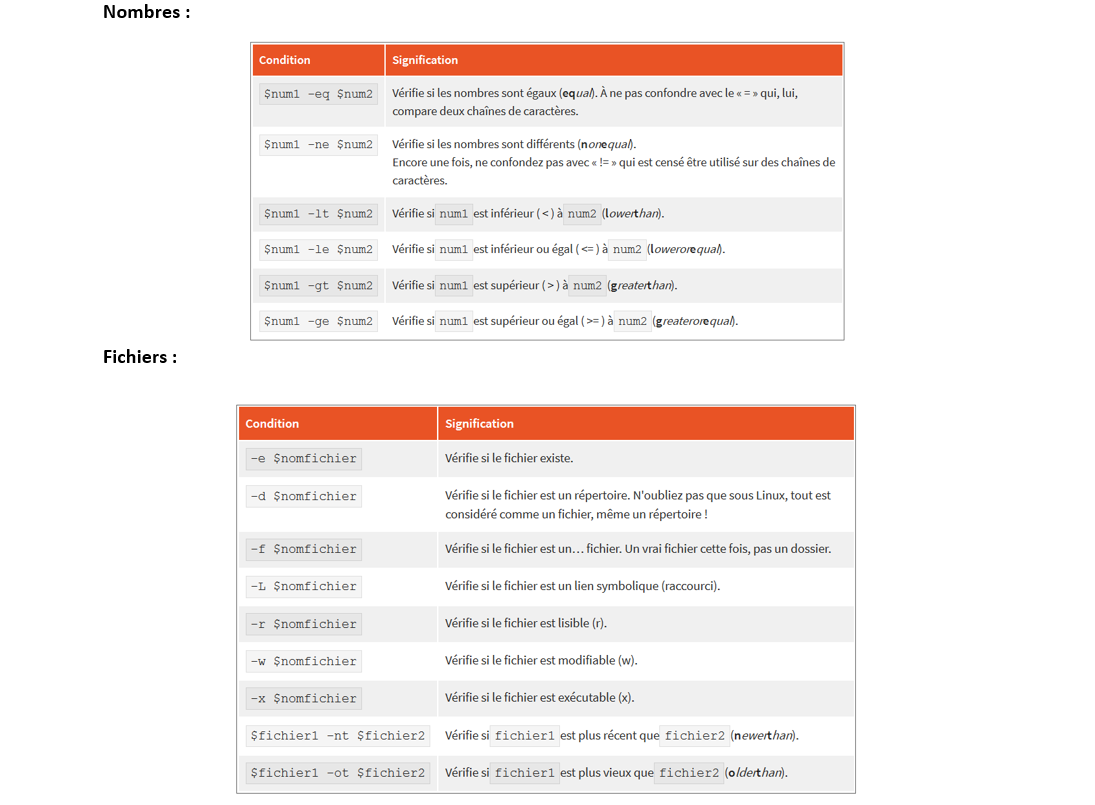 Nombres :
Condition Signification
$num1 -eq $num2 Vérifie si les nombres sont égaux (equal). À ne pas confondre avec le « = » qui, lui,
compare deux chaînes de caractères.
$num1 -ne $num2 Vérifie si les nombres sont différents (nonequal).
Encore une fois, ne confondez pas avec « != » qui est censé être utilisé sur des chaînes de
caractères.
$num1 -lt $num2 Vérifie si num1 est inférieur ( < ) à num2 (lowerthan).
$num1 -le $num2 Vérifie si num1 est inférieur ou égal ( <= ) à num2 (lowerorequal).
$num1 -gt $num2 Vérifie si num1 est supérieur ( > ) à num2 (greaterthan).
$num1 -ge $num2 Vérifie si num1 est supérieur ou égal ( >= ) à num2 (greaterorequal).
Fichiers :
Condition Signification
-e $nomfichier Vérifie si le fichier existe.
-d $nomfichier Vérifie si le fichier est un répertoire. N'oubliez pas que sous Linux, tout est
considéré comme un fichier, même un répertoire !
-f $nomfichier Vérifie si le fichier est un… fichier. Un vrai fichier cette fois, pas un dossier.
-L $nomfichier Vérifie si le fichier est un lien symbolique (raccourci).
-r $nomfichier Vérifie si le fichier est lisible (r).
-w $nomfichier Vérifie si le fichier est modifiable (w).
-x $nomfichier Vérifie si le fichier est exécutable (x).
$fichier1 -nt $fichier2 Vérifie si fichier1 est plus récent que fichier2 (newerthan).
$fichier1 -ot $fichier2 Vérifie si fichier1 est plus vieux que fichier2 (olderthan).